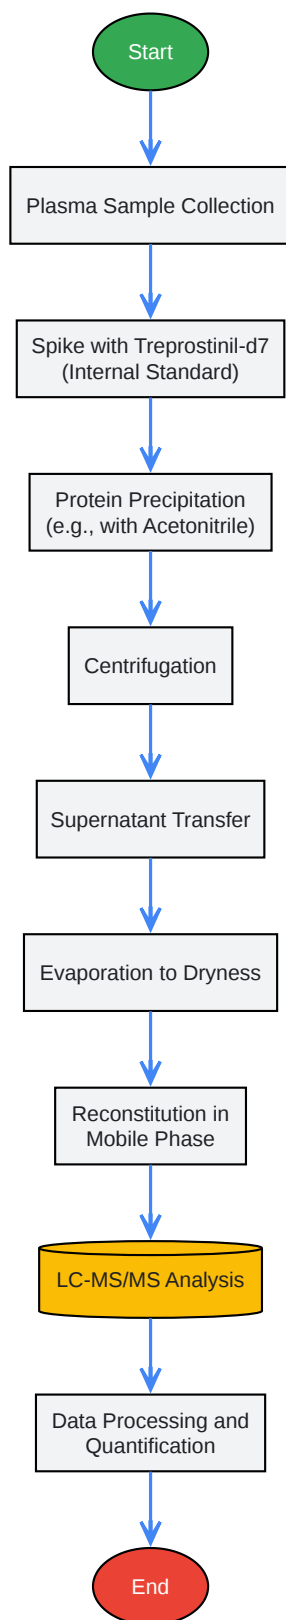 Start
Plasma Sample Collection
Spike with Treprostinil-d7
(Internal Standard)
Protein Precipitation
(e.g., with Acetonitrile)
Centrifugation
Supernatant Transfer
Evaporation to Dryness
Reconstitution in
Mobile Phase
LC-MS/MS Analysis
Data Processing and
Quantification
End